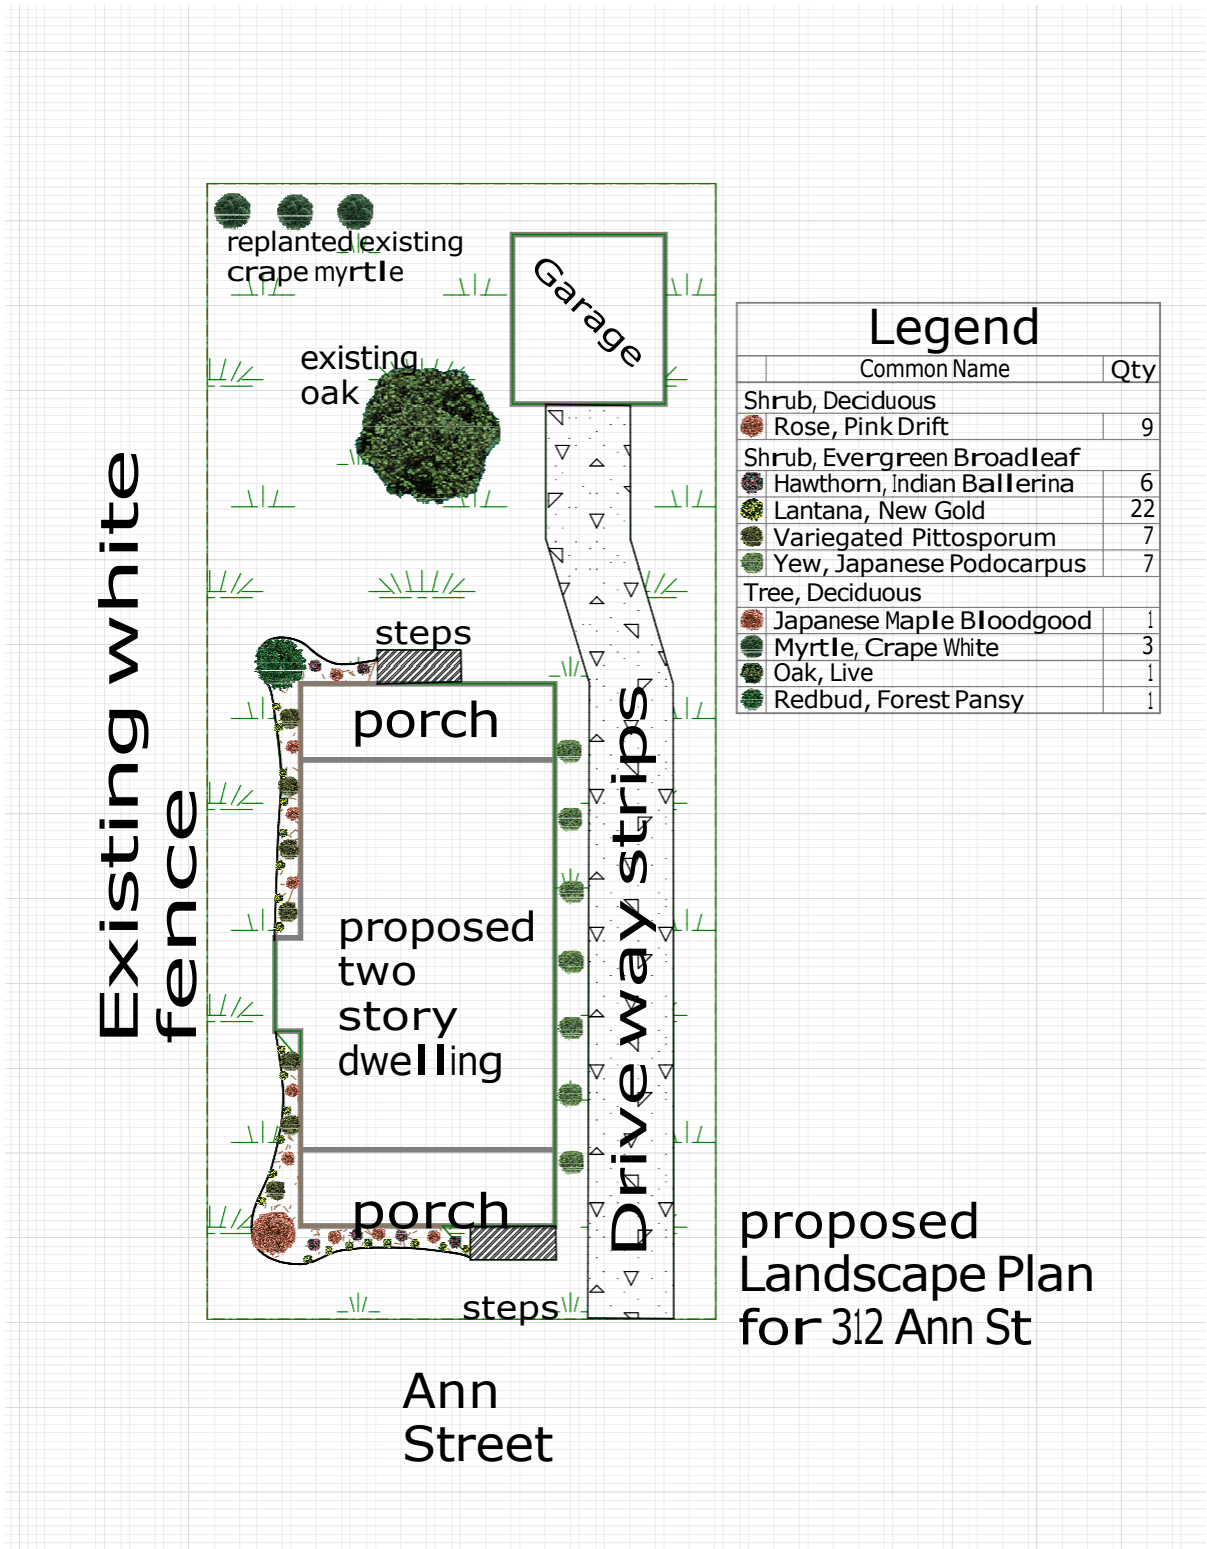 replanted existing
crape myrtle
Garage
existing
oak
Existing white
fence
steps
porch
proposed
two
story
dwelling
Driveway strips
porch
steps
Legend
Common Name Qty
Shrub, Deciduous
Rose, Pink Drift 9
Shrub, Evergreen Broadleaf
Hawthorn, Indian Ballerina 6
Lantana, New Gold 22
Variegated Pittosporum 7
Yew, Japanese Podocarpus 7
Tree, Deciduous
Japanese Maple Bloodgood 1
Myrtle, Crape White 3
Oak, Live 1
Redbud, Forest Pansy 1
proposed
Landscape Plan
for 312 Ann St
Ann
Street